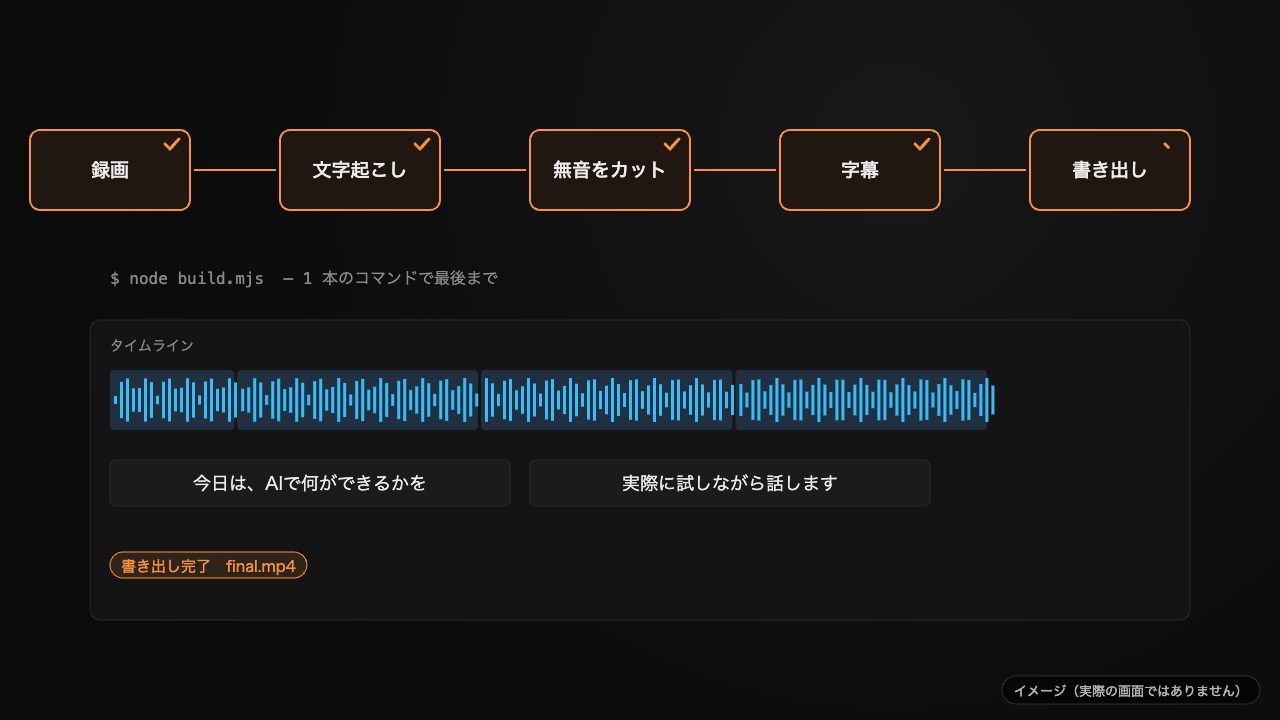 録画
文字起こし
無音をカット
字幕
書き出し
$ node build.mjs — 1 本のコマンドで最後まで
タイムライン
今日は、AIで何ができるかを
実際に試しながら話します
書き出し完了 final.mp4
イメージ（実際の画面ではありません）